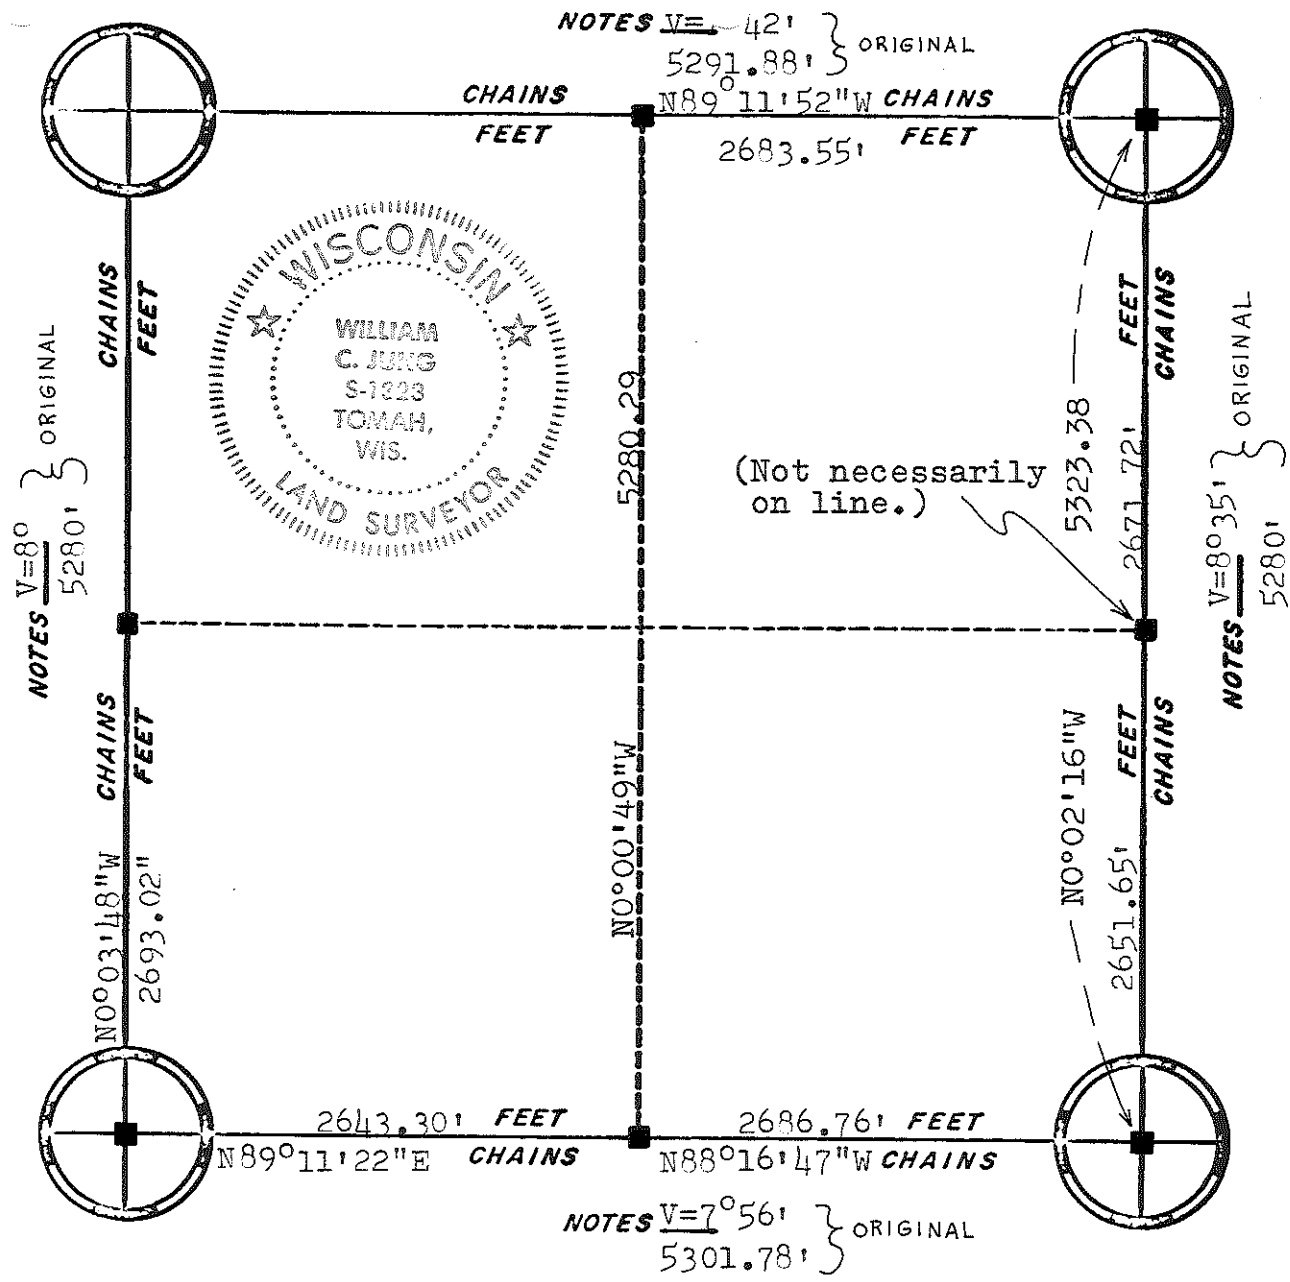 NOTES V= 42'
5291.88' } ORIGINAL
CHAINS
FEET
N89°11'52"W CHAINS
2683.55' FEET
WISCONSIN
WILLIAM
C. JUNG
S-1323
TOMAH,
WIS.
LAND SURVEYOR
CHAINS
FEET
NOTES V=8°
5280' } ORIGINAL
5280.29
(Not necessarily
on line.)
5323.38
2671.72'
FEET
CHAINS
NOTES V=8°35'
5280' } ORIGINAL
CHAINS
FEET
N0°03'48"W
2693.02"
N0°00'49"W
N0°02'16"W
2651.65'
FEET
CHAINS
2643.30' FEET
N89°11'22"E CHAINS
2686.76' FEET
N88°16'47"W CHAINS
NOTES V=7°56'
5301.78' } ORIGINAL